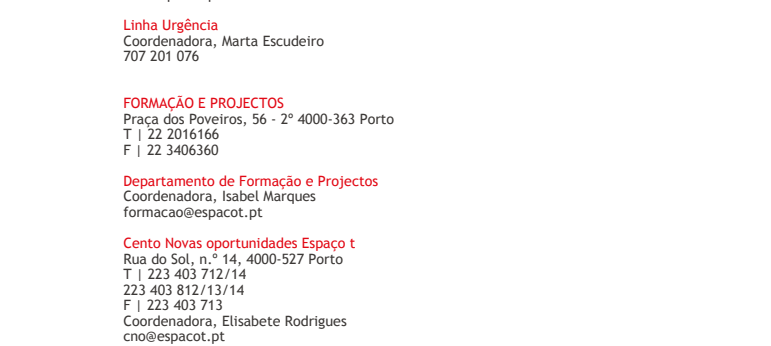 Linha Urgência
Coordenadora, Marta Escudeiro
707 201 076
FORMAÇÃO E PROJECTOS
Praça dos Poveiros, 56 - 2º 4000-363 Porto
T | 22 2016166
F | 22 3406360
Departamento de Formação e Projectos
Coordenadora, Isabel Marques
formacao@espacot.pt
Cento Novas oportunidades Espaço t
Rua do Sol, n.º 14, 4000-527 Porto
T | 223 403 712/14
223 403 812/13/14
F | 223 403 713
Coordenadora, Elisabete Rodrigues
cno@espacot.pt